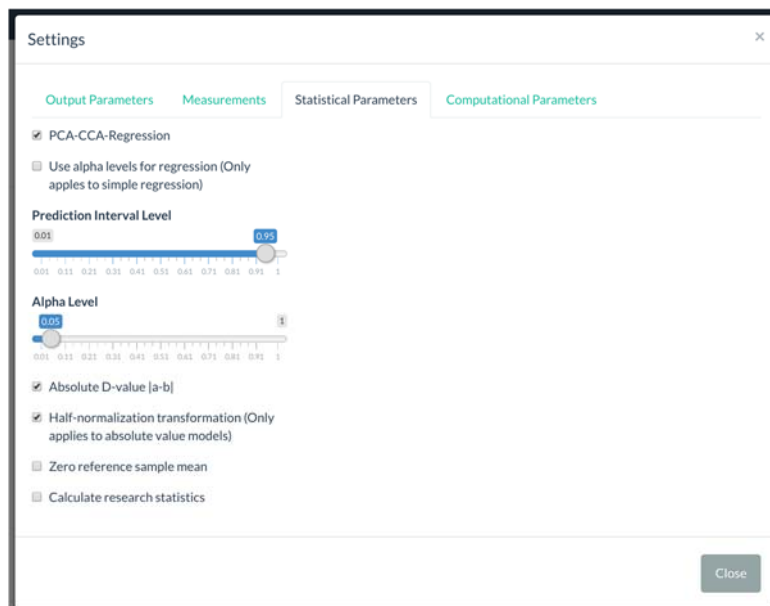 Settings
×
Output Parameters Measurements Statistical Parameters Computational Parameters
PCA-CCA-Regression
Use alpha levels for regression (Only
apples to simple regression)
Prediction Interval Level
0.01 0.95
0.01 0.11 0.21 0.31 0.41 0.51 0.61 0.71 0.81 0.91 1
Alpha Level
0.05 1
0.01 0.11 0.21 0.31 0.41 0.51 0.61 0.71 0.81 0.91 1
Absolute D-value |a-b|
Half-normalization transformation (Only
applies to absolute value models)
Zero reference sample mean
Calculate research statistics
Close